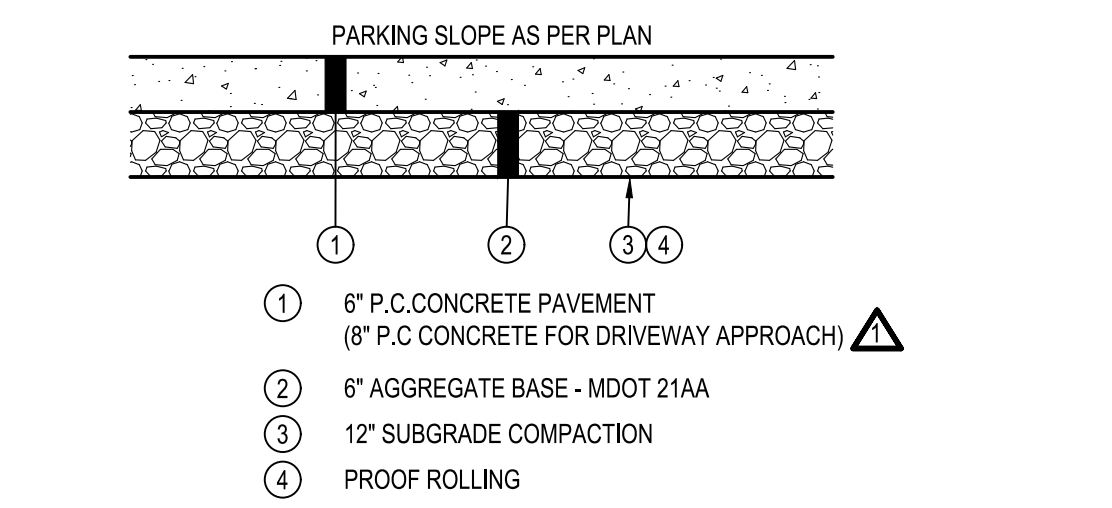 PARKING SLOPE AS PER PLAN
1 2 3 4
1 6" P.C.CONCRETE PAVEMENT
(8" P.C CONCRETE FOR DRIVEWAY APPROACH) 1
2 6" AGGREGATE BASE - MDOT 21AA
3 12" SUBGRADE COMPACTION
4 PROOF ROLLING